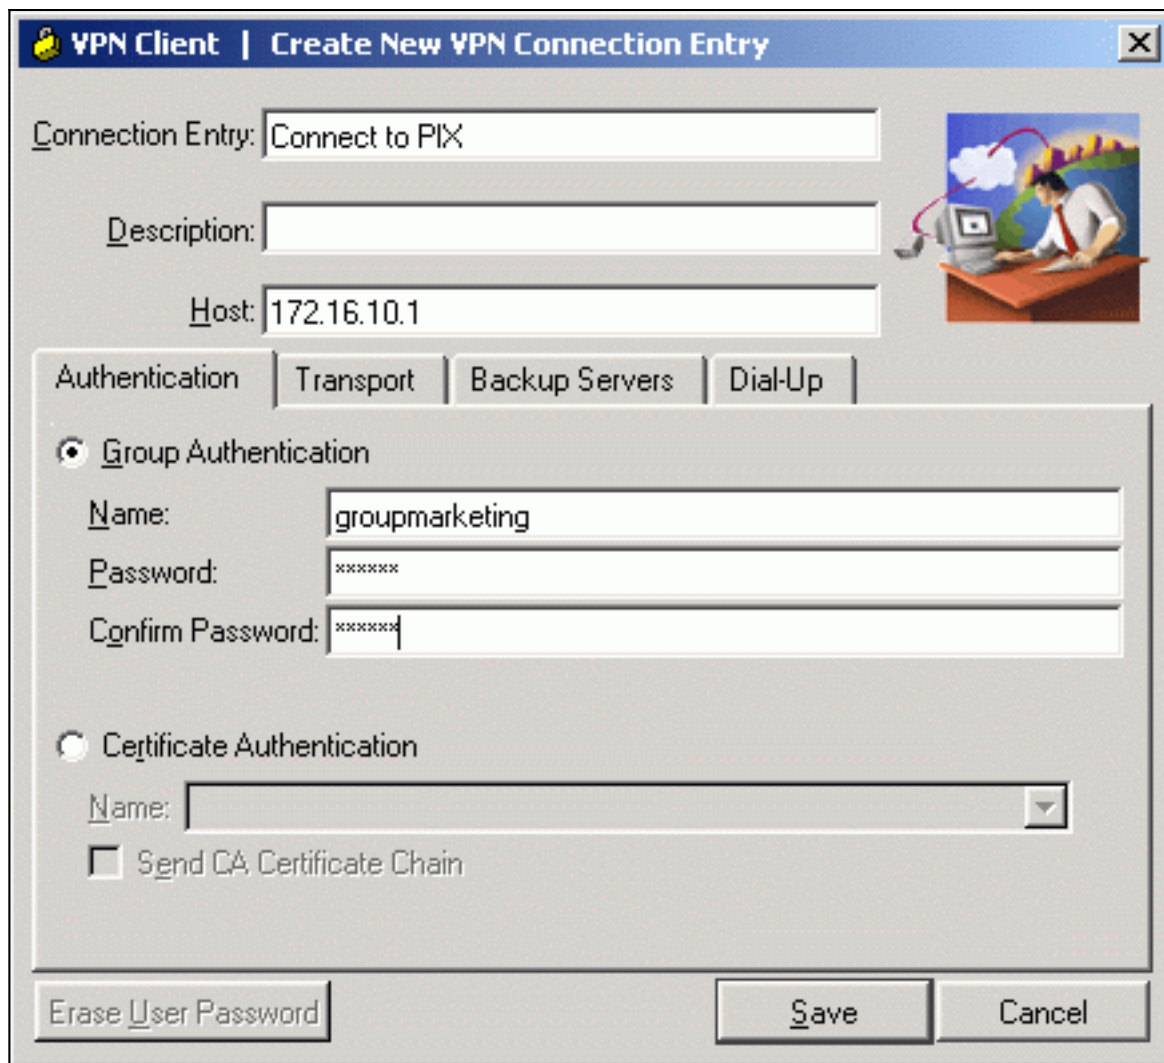 VPN Client | Create New VPN Connection Entry
Connection Entry: Connect to PIX
Description:
Host: 172.16.10.1
Authentication Transport Backup Servers Dial-Up
Group Authentication
Name: groupmarketing
Password: ******
Confirm Password: ******
Certificate Authentication
Name:
Send CA Certificate Chain
Erase User Password Save Cancel